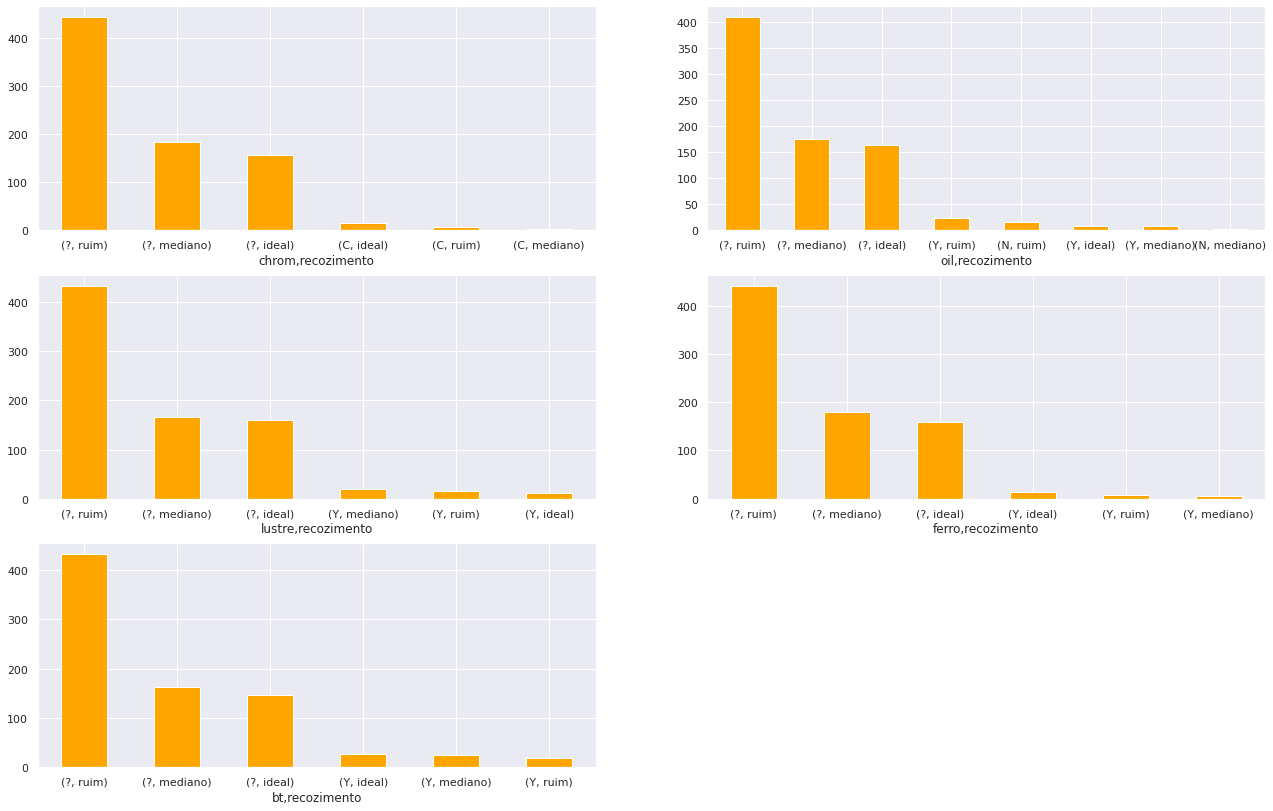 400
300
200
100
0
(?, ruim) (?, mediano) (?, ideal) (C, ideal) (C, ruim) (C, mediano)
chrom,recozimento
400
350
300
250
200
150
100
50
0
(?, ruim) (?, mediano) (?, ideal) (Y, ruim) (N, ruim) (Y, ideal) (Y, mediano) (N, mediano)
oil,recozimento
400
300
200
100
0
(?, ruim) (?, mediano) (?, ideal) (Y, mediano) (Y, ruim) (Y, ideal)
lustre,recozimento
400
300
200
100
0
(?, ruim) (?, mediano) (?, ideal) (Y, ideal) (Y, ruim) (Y, mediano)
ferro,recozimento
400
300
200
100
0
(?, ruim) (?, mediano) (?, ideal) (Y, ideal) (Y, mediano) (Y, ruim)
bt,recozimento